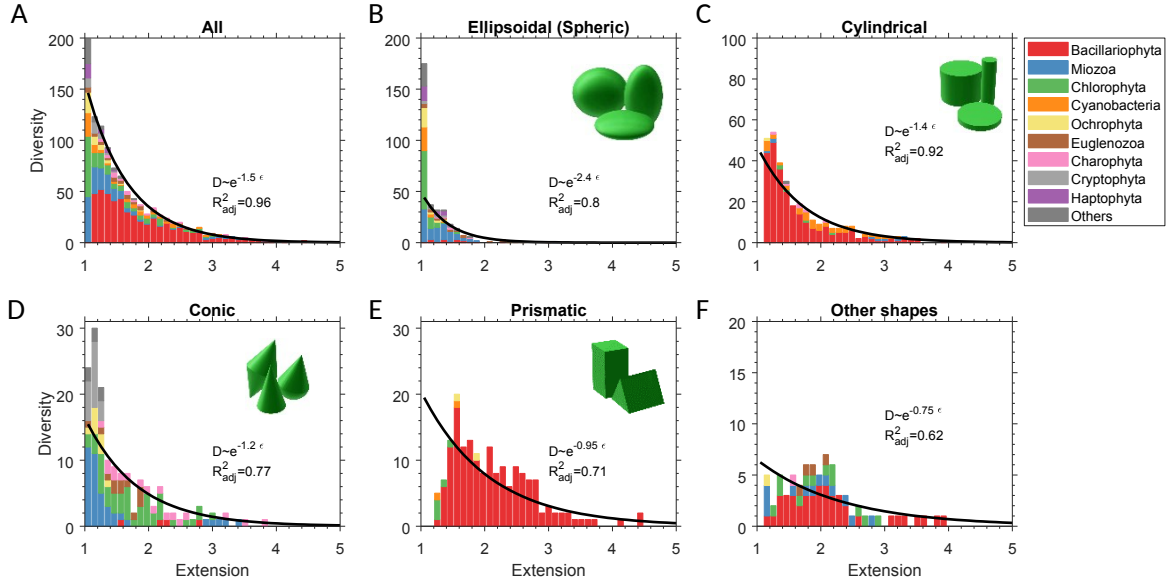 A
All
200
150
100
50
0
Diversity
D~e^-1.5 ϵ
R²adj=0.96
1 2 3 4 5
Extension
B
Ellipsoidal (Spheric)
200
150
100
50
0
D~e^-2.4 ϵ
R²adj=0.8
1 2 3 4 5
Extension
C
Cylindrical
100
80
60
40
20
0
D~e^-1.4 ϵ
R²adj=0.92
1 2 3 4 5
Extension
Bacillariophyta
Miozoa
Chlorophyta
Cyanobacteria
Ochrophyta
Euglenozoa
Charophyta
Cryptophyta
Haptophyta
Others
D
Conic
30
20
10
0
Diversity
D~e^-1.2 ϵ
R²adj=0.77
1 2 3 4 5
Extension
E
Prismatic
30
20
10
0
D~e^-0.95 ϵ
R²adj=0.71
1 2 3 4 5
Extension
F
Other shapes
20
15
10
5
0
D~e^-0.75 ϵ
R²adj=0.62
1 2 3 4 5
Extension